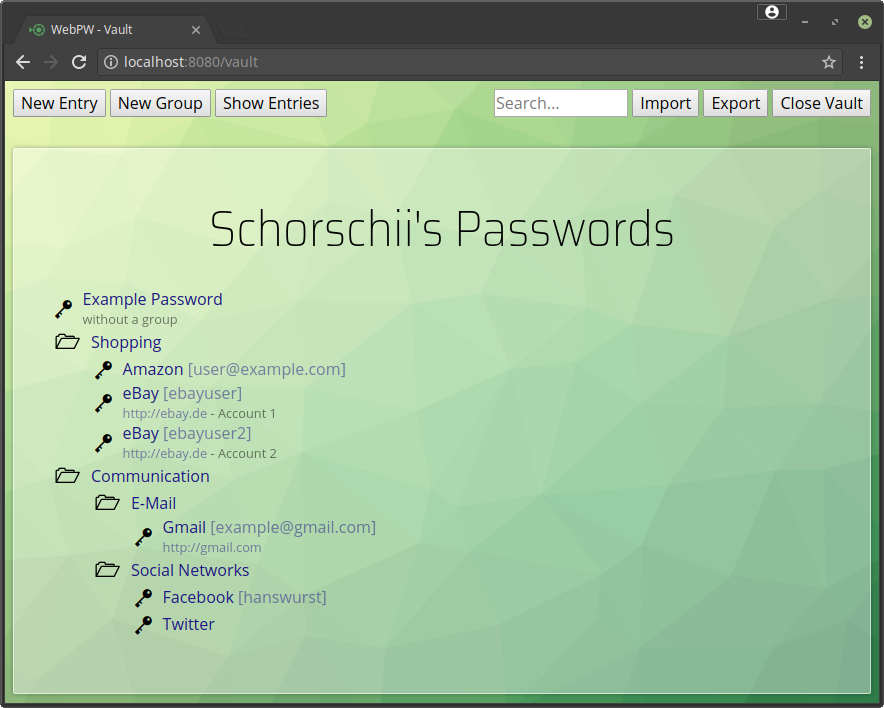 WebPW - Vault
localhost:8080/vault
New Entry New Group Show Entries Search... Import Export Close Vault
Schorschii's Passwords
Example Password
without a group
Shopping
Amazon [user@example.com]
eBay [ebayuser]
http://ebay.de - Account 1
eBay [ebayuser2]
http://ebay.de - Account 2
Communication
E-Mail
Gmail [example@gmail.com]
http://gmail.com
Social Networks
Facebook [hanswurst]
Twitter